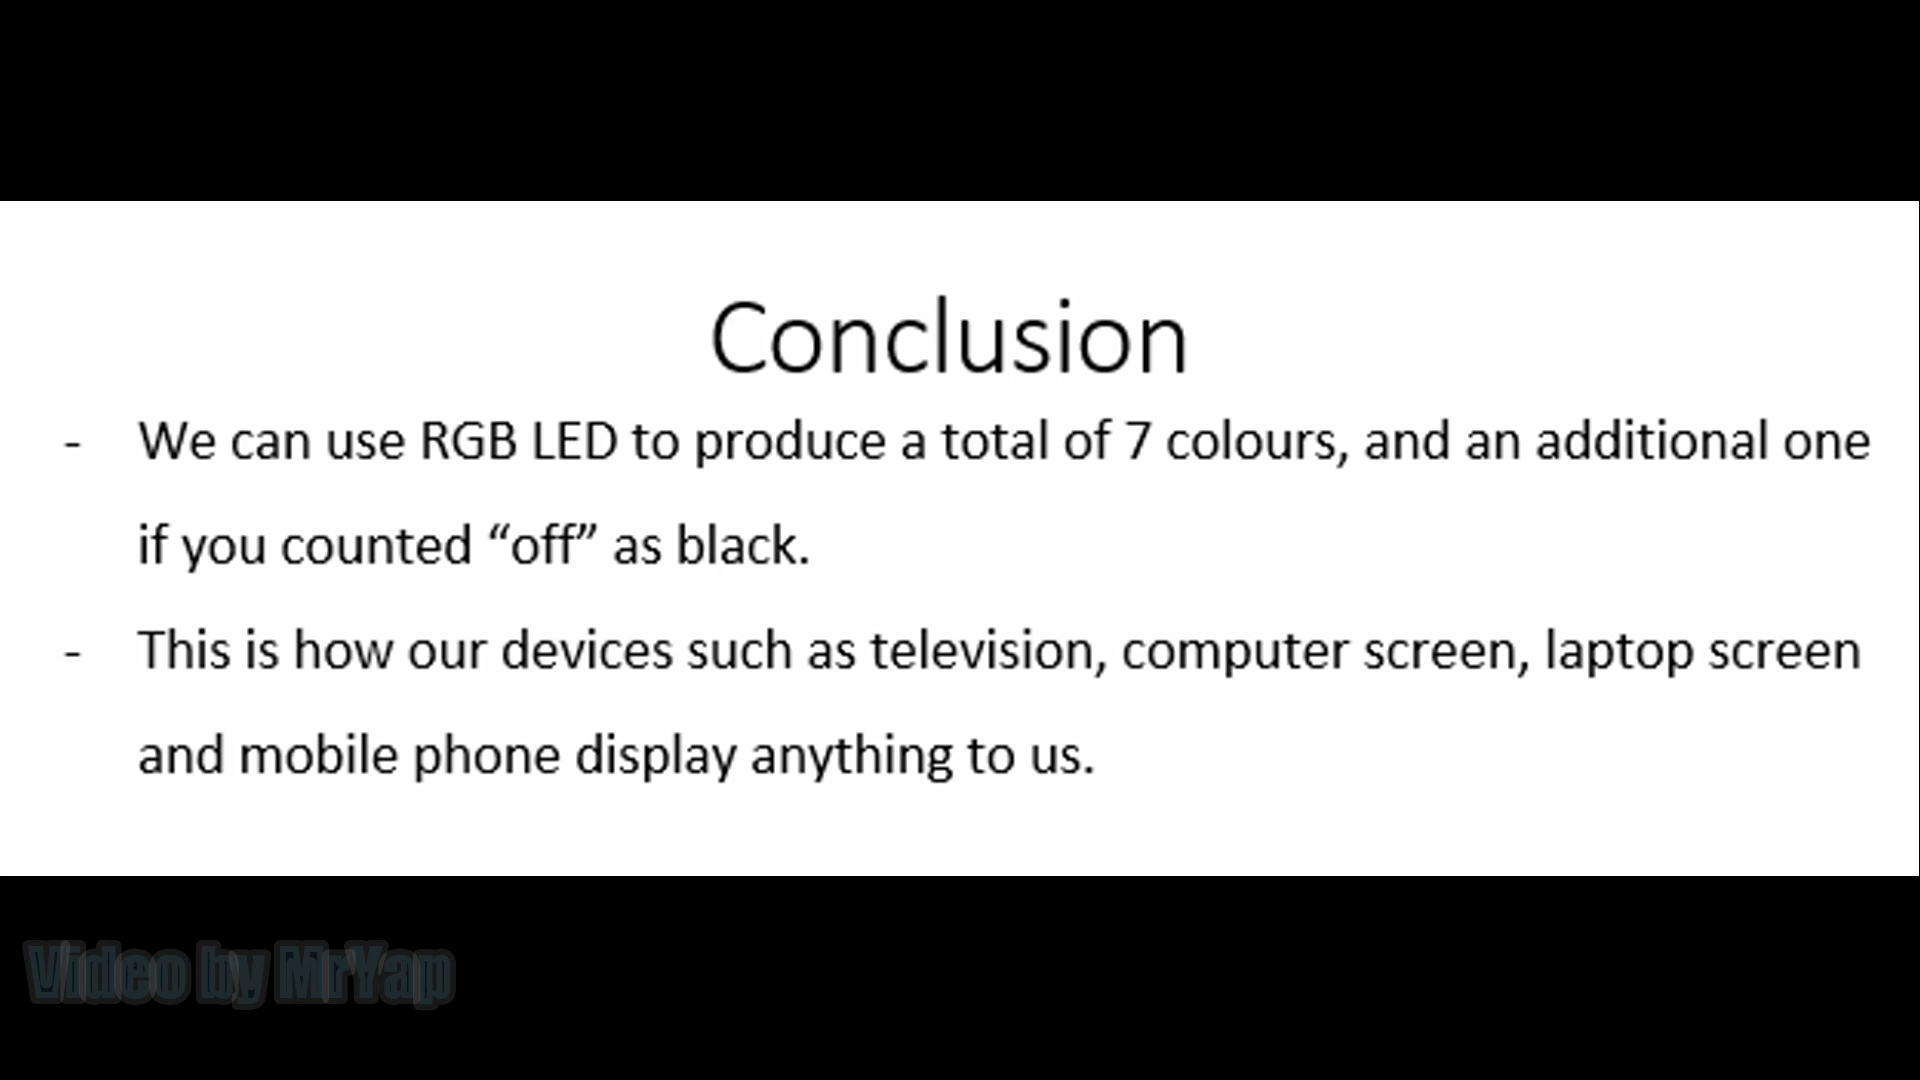 Conclusion
- We can use RGB LED to produce a total of 7 colours, and an additional one
if you counted “off” as black.
- This is how our devices such as television, computer screen, laptop screen
and mobile phone display anything to us.
Video by MrYap